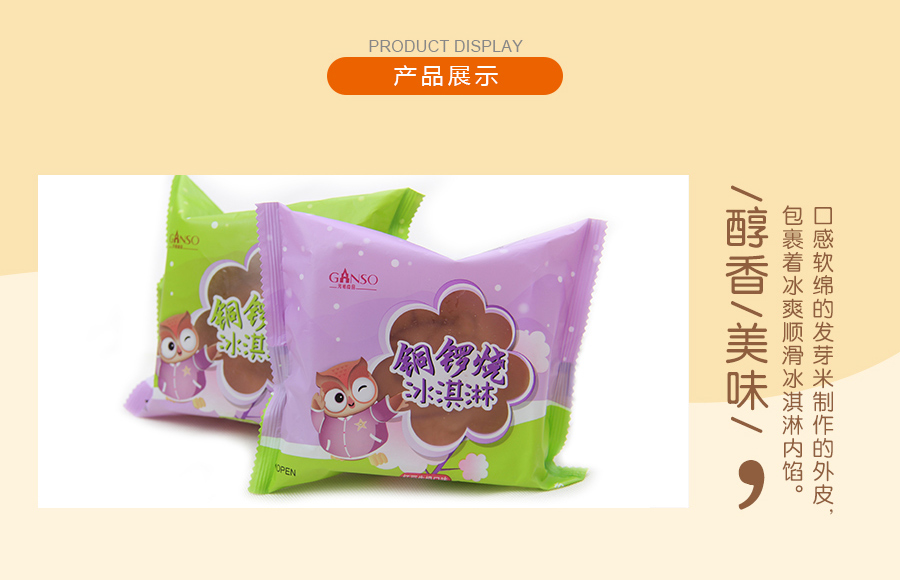 PRODUCT DISPLAY
产品展示
GANSO
铜锣
冰淇
GANSO
铜锣烧
冰淇淋
OPEN
/醇香/美味/
口感软绵的发芽米制作的外皮，
包裹着冰爽顺滑冰淇淋内馅。